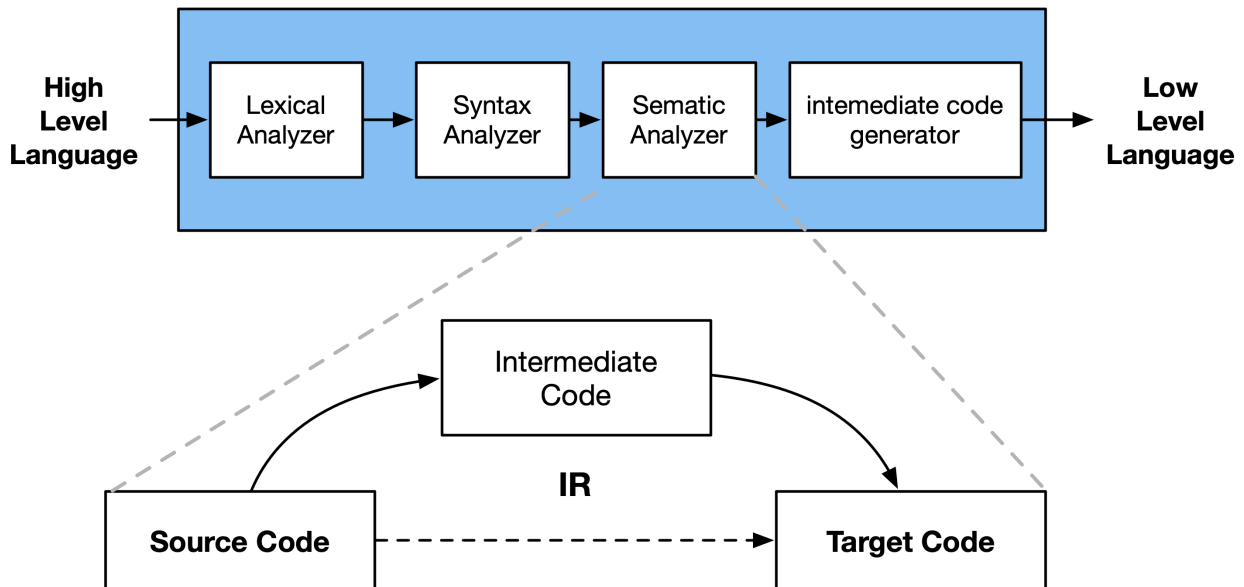 High
Level
Language
Lexical
Analyzer
Syntax
Analyzer
Sematic
Analyzer
intemediate code
generator
Low
Level
Language
Intermediate
Code
IR
Source Code
Target Code